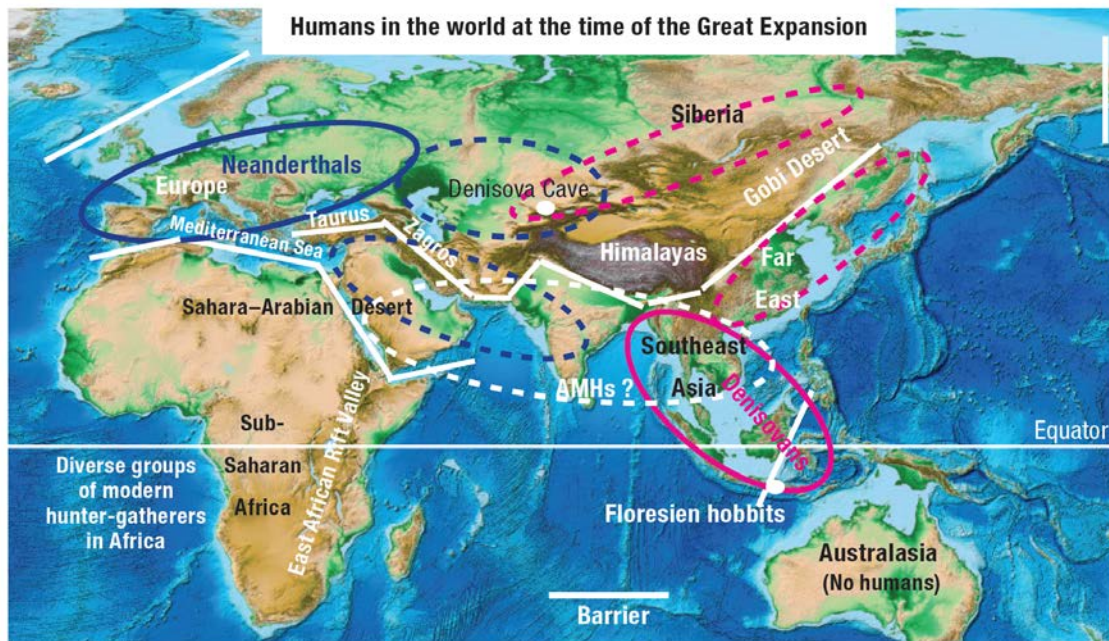 Humans in the world at the time of the Great Expansion
Siberia
Neanderthals
Europe
Denisova Cave
Gobi Desert
Taurus
Mediterranean Sea
Zagros
Himalayas
Far
East
Sahara–Arabian
Desert
Southeast
Asia
AMHs ?
Denisovans
East African Rift Valley
Sub-
Saharan
Africa
Equator
Diverse groups
of modern
hunter-gatherers
in Africa
Floresien hobbits
Australasia
(No humans)
Barrier